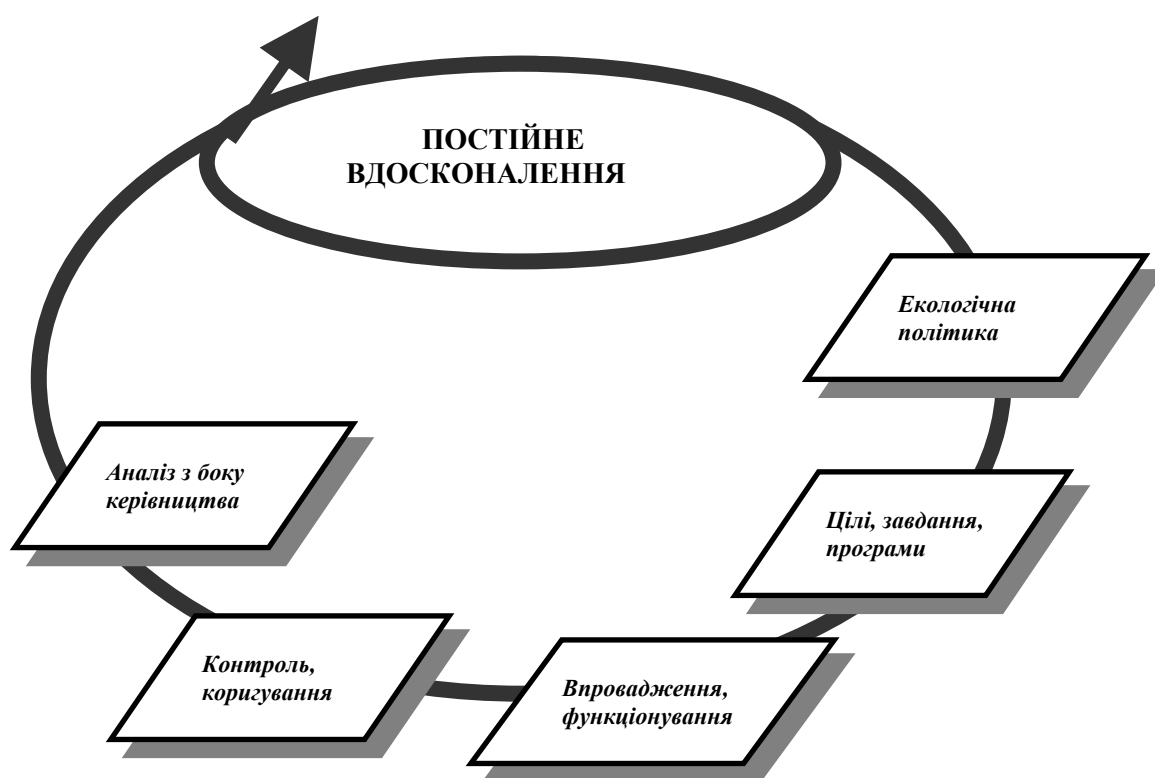 ПОСТІЙНЕ
ВДОСКОНАЛЕННЯ
Екологічна
політика
Цілі, завдання,
програми
Впровадження,
функціонування
Контроль,
коригування
Аналіз з боку
керівництва